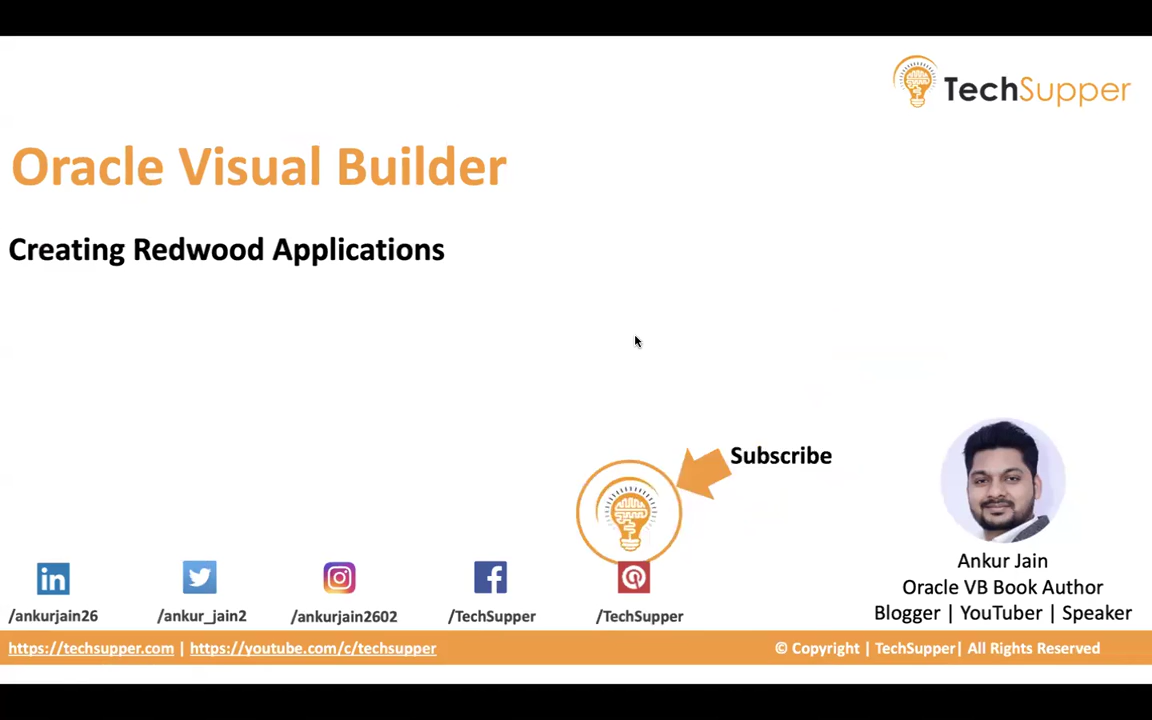 TechSupper
Oracle Visual Builder
Creating Redwood Applications
Subscribe
Ankur Jain
Oracle VB Book Author
Blogger | YouTuber | Speaker
/ankurjain26
/ankur_jain2
/ankurjain2602
/TechSupper
/TechSupper
https://techsupper.com | https://youtube.com/c/techsupper
© Copyright | TechSupper| All Rights Reserved